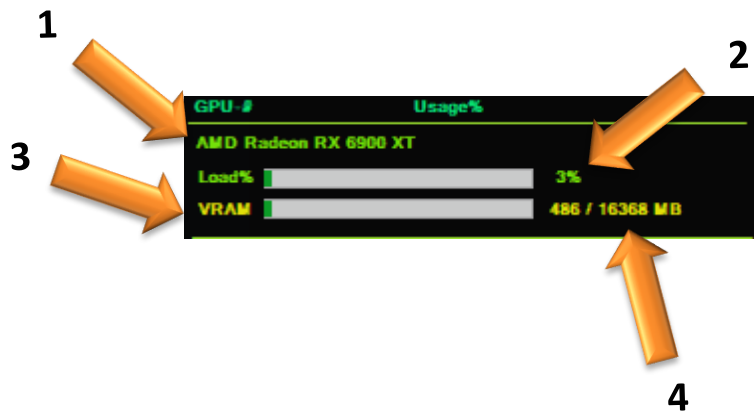 1
2
GPU-# Usage%
AMD Radeon RX 6900 XT
3
Load% 3%
VRAM 486 / 16368 MB
4